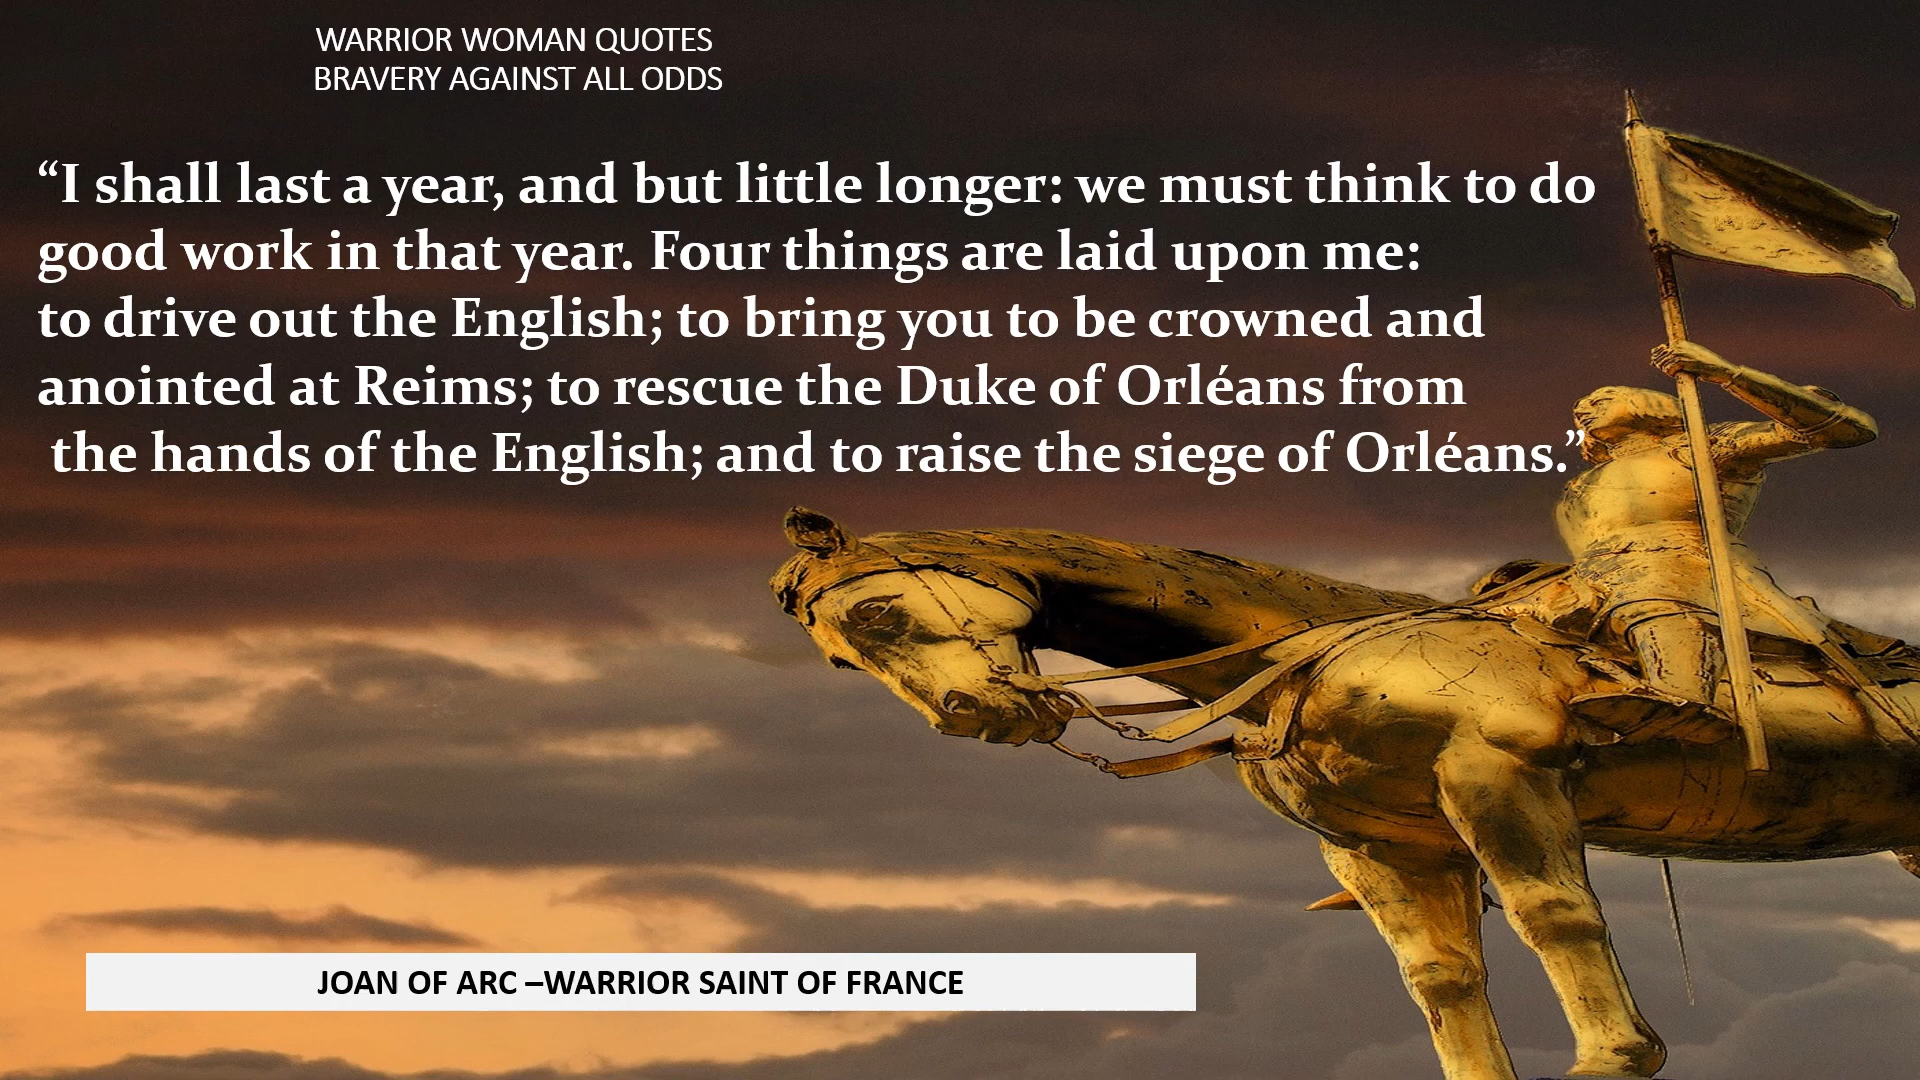 WARRIOR WOMAN QUOTES
BRAVERY AGAINST ALL ODDS
“I shall last a year, and but little longer: we must think to do
good work in that year. Four things are laid upon me:
to drive out the English; to bring you to be crowned and
anointed at Reims; to rescue the Duke of Orléans from
the hands of the English; and to raise the siege of Orléans.”
JOAN OF ARC –WARRIOR SAINT OF FRANCE